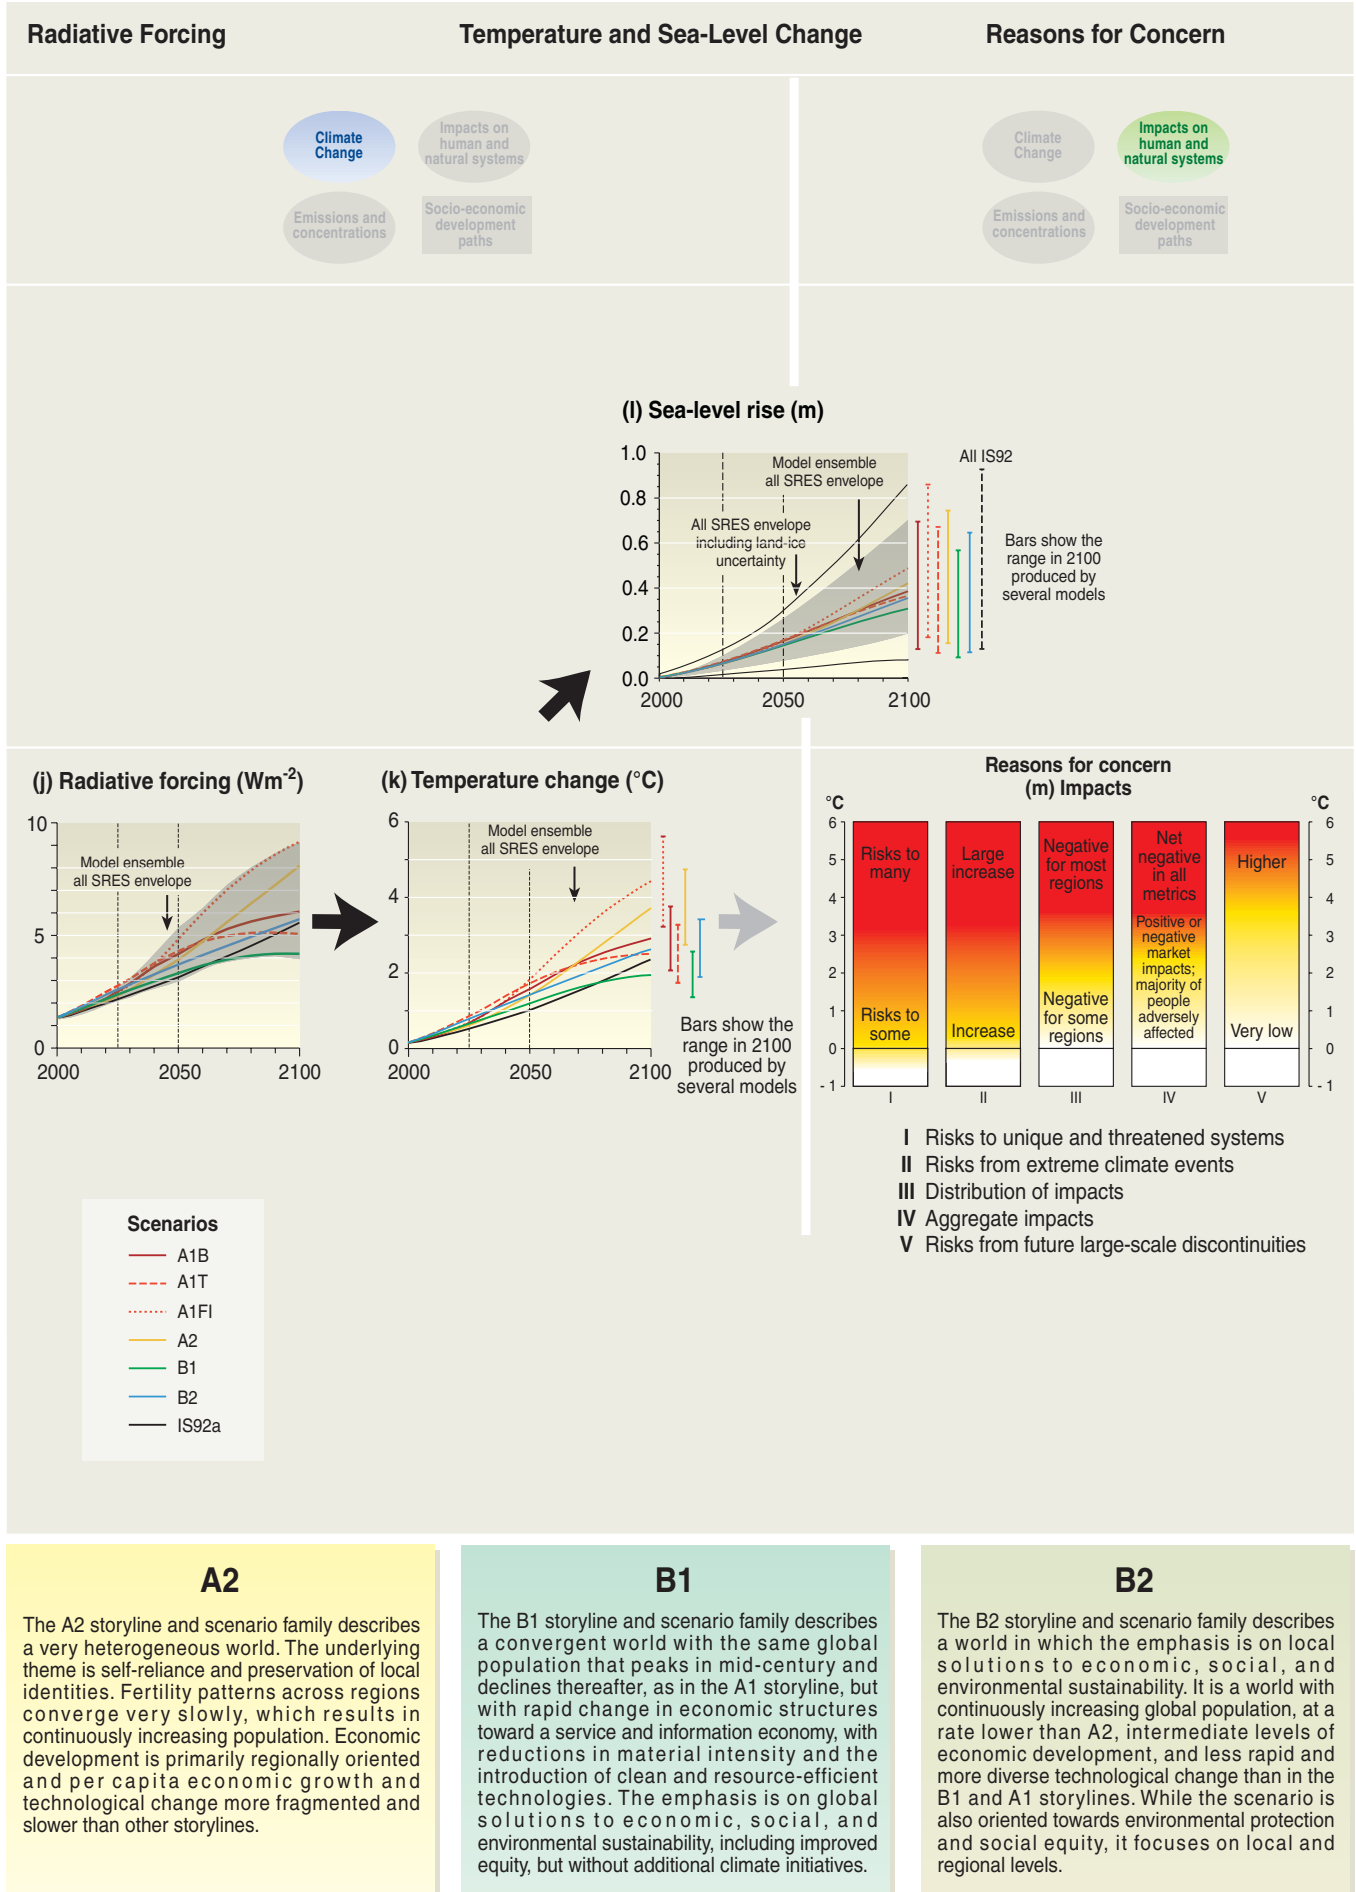 Radiative Forcing
Temperature and Sea-Level Change
Reasons for Concern
Climate
Change
Impacts on
human and
natural systems
Emissions and
concentrations
Socio-economic
development
paths
Climate
Change
Impacts on
human and
natural systems
Emissions and
concentrations
Socio-economic
development
paths
(l) Sea-level rise (m)
1.0
0.8
0.6
0.4
0.2
0.0
2000
2050
2100
Model ensemble
all SRES envelope
All SRES envelope
including land-ice
uncertainty
All IS92
Bars show the
range in 2100
produced by
several models
(j) Radiative forcing (Wm-2)
10
5
0
2000
2050
2100
Model ensemble
all SRES envelope
(k) Temperature change (°C)
6
4
2
0
2000
2050
2100
Model ensemble
all SRES envelope
Bars show the
range in 2100
produced by
several models
Reasons for concern
(m) Impacts
°C
6
5
4
3
2
1
0
- 1
Risks to
many
Risks to
some
I
Large
increase
Increase
II
Negative
for most
regions
Negative
for some
regions
III
Net
negative
in all
metrics
Positive or
negative
market
impacts;
majority of
people
adversely
affected
IV
Higher
Very low
V
°C
6
5
4
3
2
1
0
- 1
I Risks to unique and threatened systems
II Risks from extreme climate events
III Distribution of impacts
IV Aggregate impacts
V Risks from future large-scale discontinuities
Scenarios
A1B
A1T
A1FI
A2
B1
B2
IS92a
A2
The A2 storyline and scenario family describes
a very heterogeneous world. The underlying
theme is self-reliance and preservation of local
identities. Fertility patterns across regions
converge very slowly, which results in
continuously increasing population. Economic
development is primarily regionally oriented
and per capita economic growth and
technological change more fragmented and
slower than other storylines.
B1
The B1 storyline and scenario family describes
a convergent world with the same global
population that peaks in mid-century and
declines thereafter, as in the A1 storyline, but
with rapid change in economic structures
toward a service and information economy, with
reductions in material intensity and the
introduction of clean and resource-efficient
technologies. The emphasis is on global
solutions to economic, social, and
environmental sustainability, including improved
equity, but without additional climate initiatives.
B2
The B2 storyline and scenario family describes
a world in which the emphasis is on local
solutions to economic, social, and
environmental sustainability. It is a world with
continuously increasing global population, at a
rate lower than A2, intermediate levels of
economic development, and less rapid and
more diverse technological change than in the
B1 and A1 storylines. While the scenario is
also oriented towards environmental protection
and social equity, it focuses on local and
regional levels.